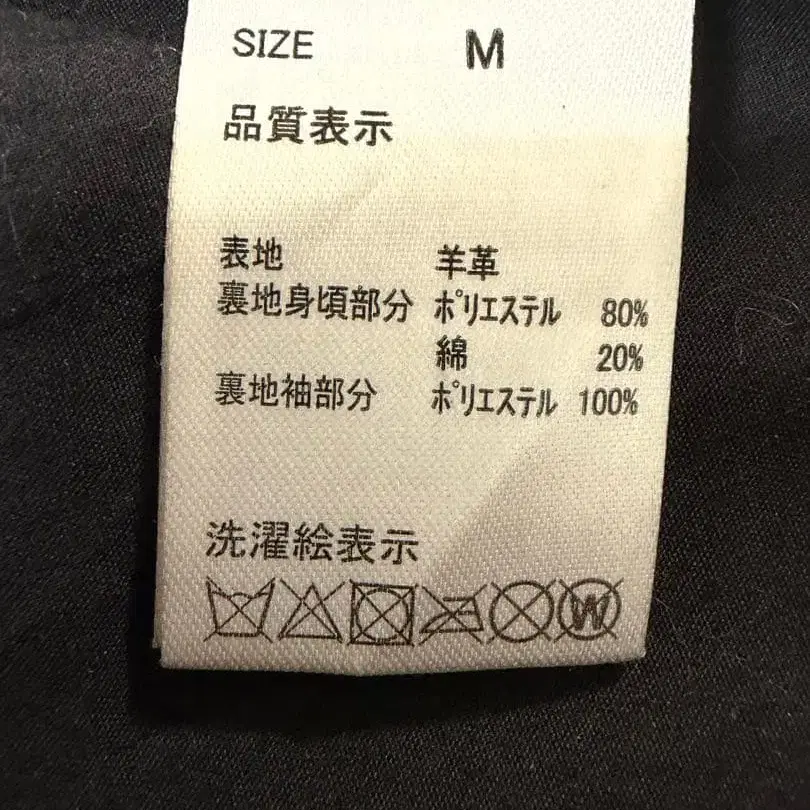 SIZE M
品質表示
表地 羊革
裏地身頃部分 ポリエステル 80%
綿 20%
裏地袖部分 ポリエステル 100%
洗濯絵表示
W